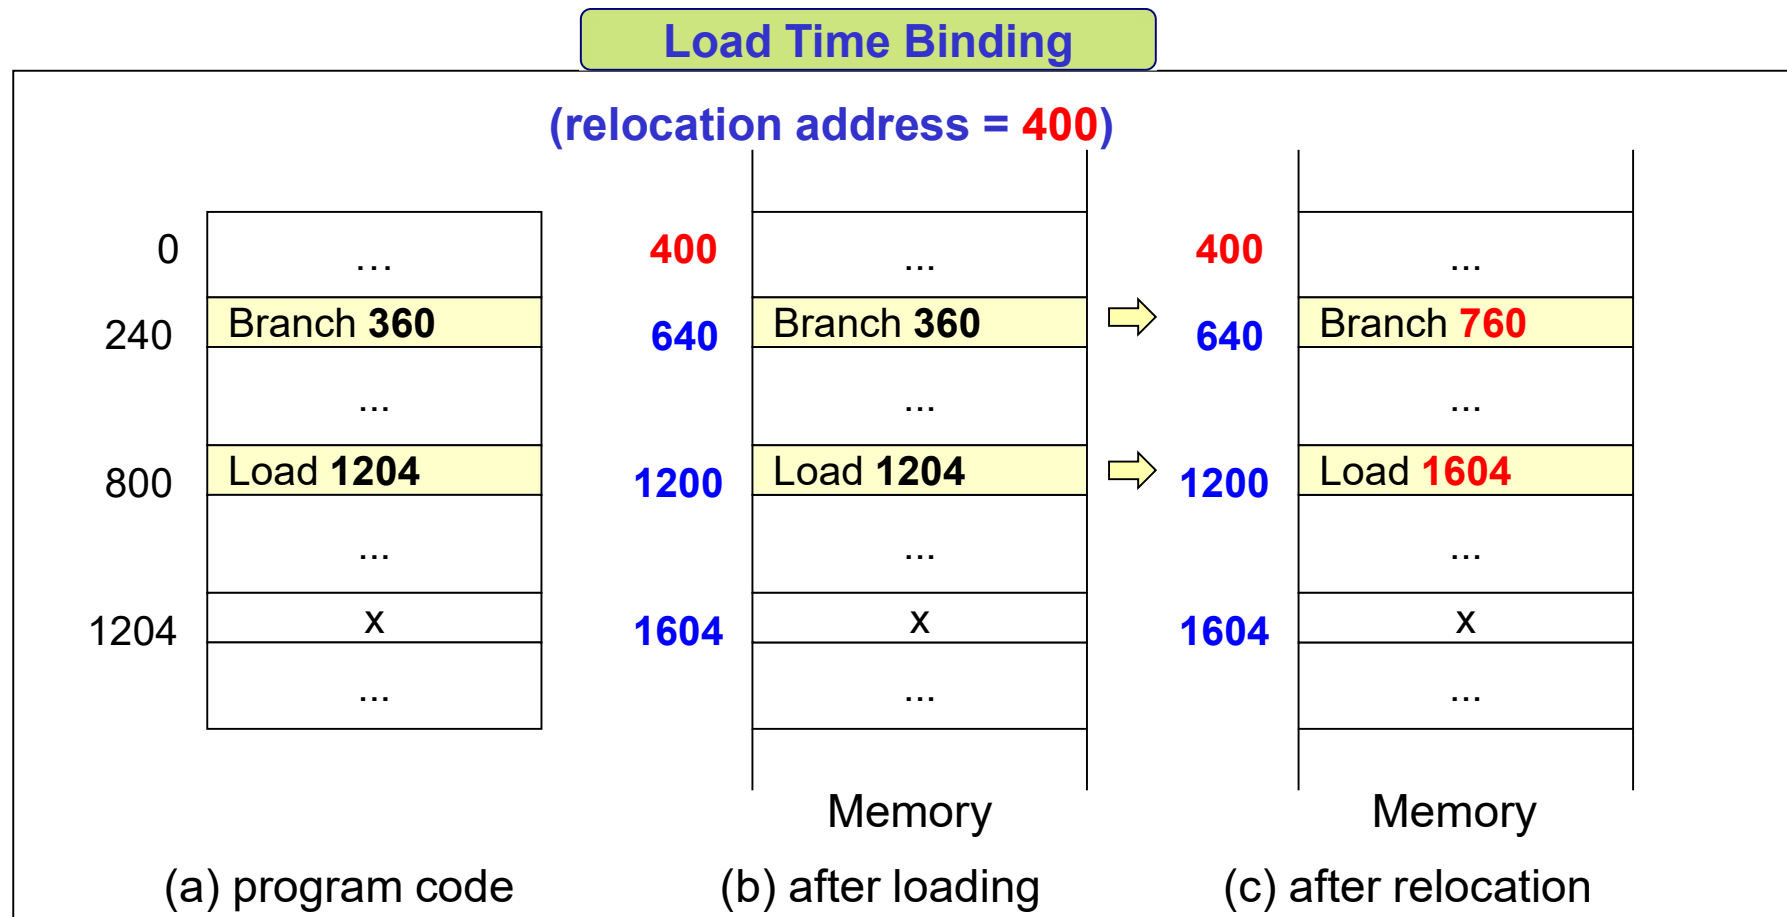 Load Time Binding
(relocation address = 400)
0 ... 400 ... 400 ...
240 Branch 360 640 Branch 360 640 Branch 760
... ... ...
800 Load 1204 1200 Load 1204 1200 Load 1604
... ... ...
1204 x 1604 x 1604 x
... ... ...
Memory Memory
(a) program code (b) after loading (c) after relocation